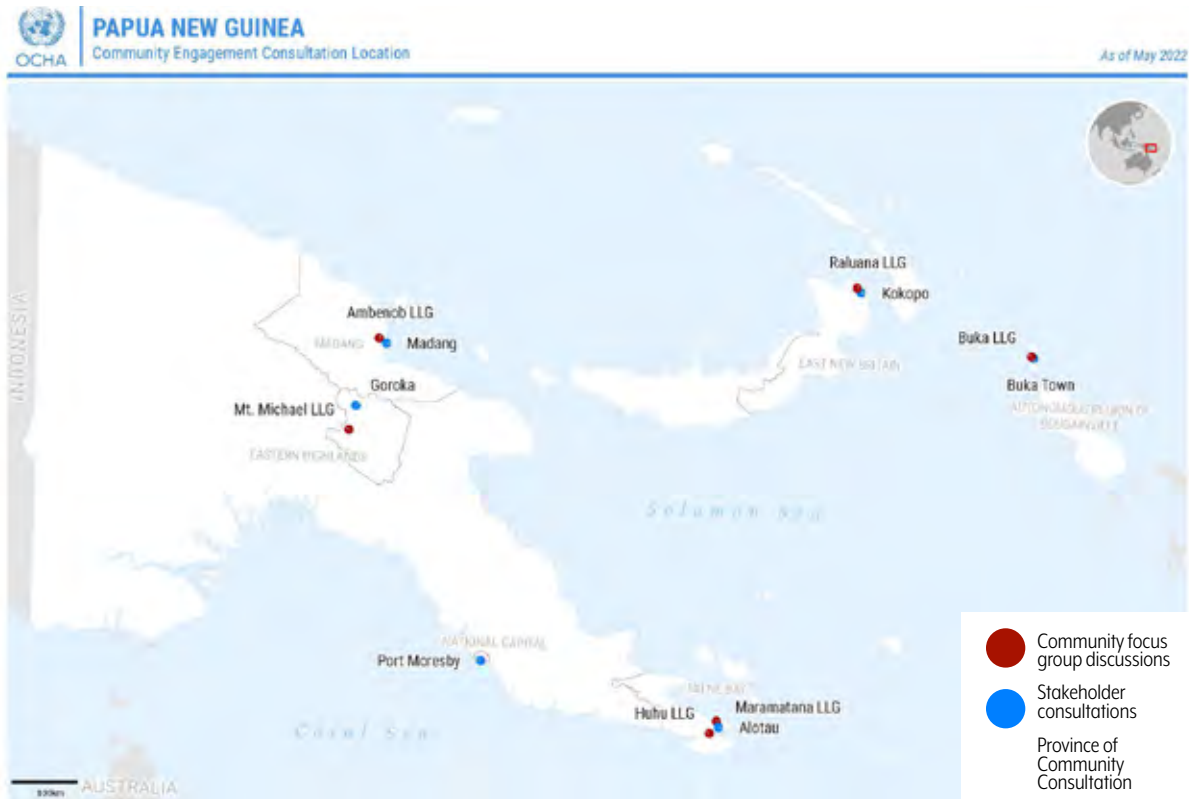 OCHA
PAPUA NEW GUINEA
Community Engagement Consultation Location
As of May 2022
INDONESIA
Raluana LLG
Kokopo
Ambenob LLG
MADANG
Madang
Buka LLG
EAST NEW BRITAIN
Goroka
Buka Town
Mt. Michael LLG
AUTONOMOUS REGION OF
BOUGAINVILLE
EASTERN HIGHLANDS
Solomon Sea
NATIONAL CAPITAL
Port Moresby
MILNE BAY
Huhu LLG
Maramatana LLG
Alotau
Coral Sea
100km
AUSTRALIA
Community focus
group discussions
Stakeholder
consultations
Province of
Community
Consultation